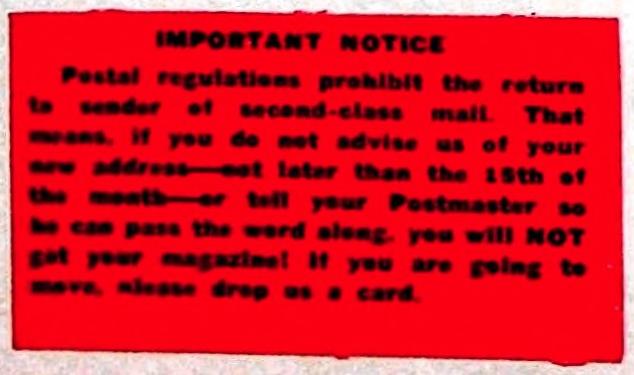 IMPORTANT NOTICE
Postal regulations prohibit the return
to sender of second-class mail. That
means, if you do not advise us of your
new address—not later than the 15th of
the month—or tell your Postmaster so
he can pass the word along, you will NOT
get your magazine! If you are going to
move, please drop us a card.